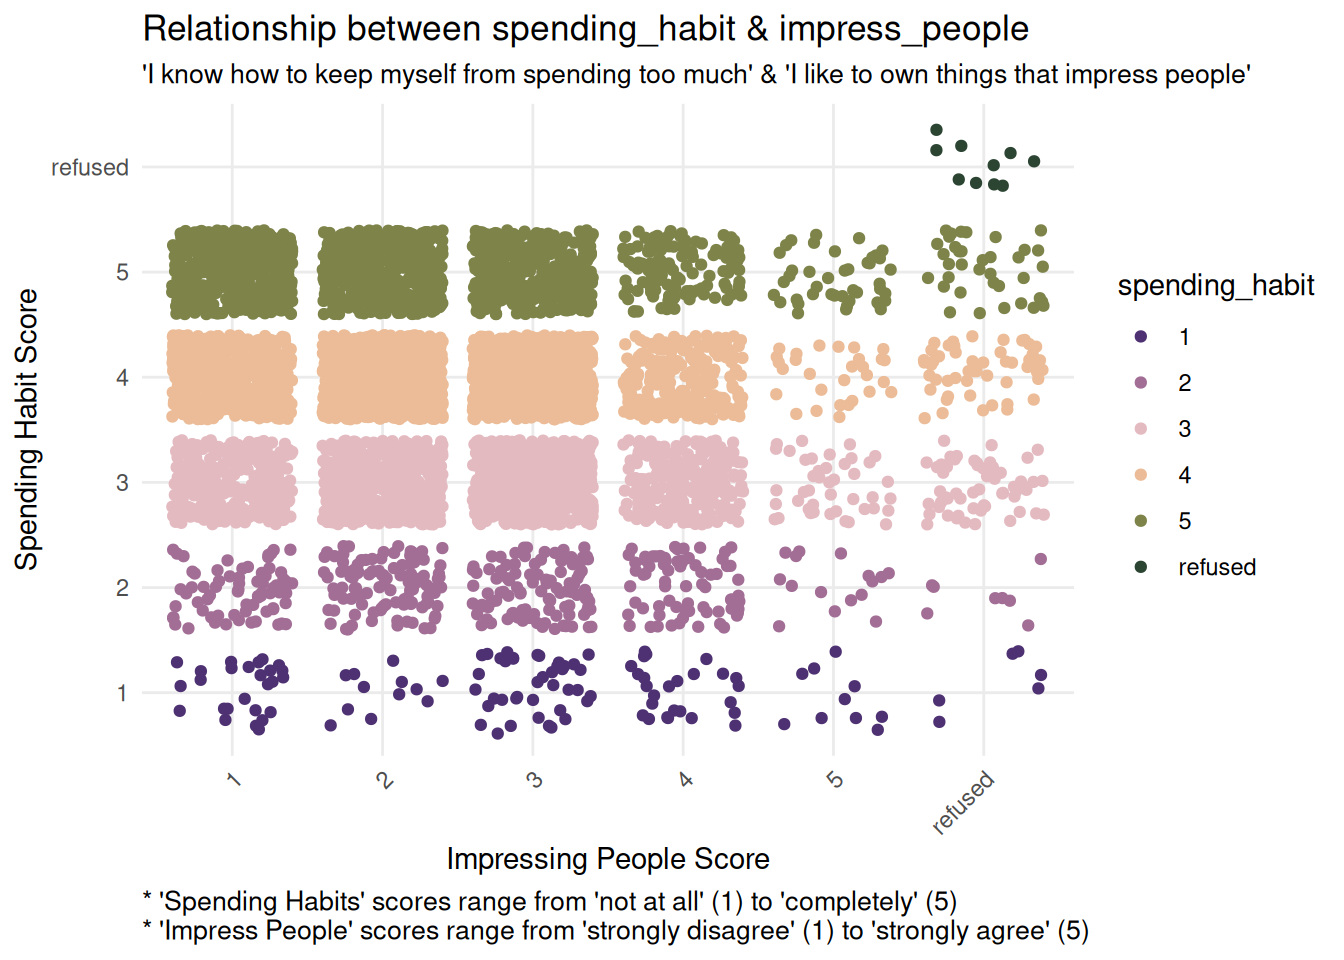 Relationship between spending_habit & impress_people
'I know how to keep myself from spending too much' & 'I like to own things that impress people'
Spending Habit Score
refused
5
4
3
2
1
1
2
3
4
5
refused
Impressing People Score
spending_habit
1
2
3
4
5
refused
* 'Spending Habits' scores range from 'not at all' (1) to 'completely' (5)
* 'Impress People' scores range from 'strongly disagree' (1) to 'strongly agree' (5)